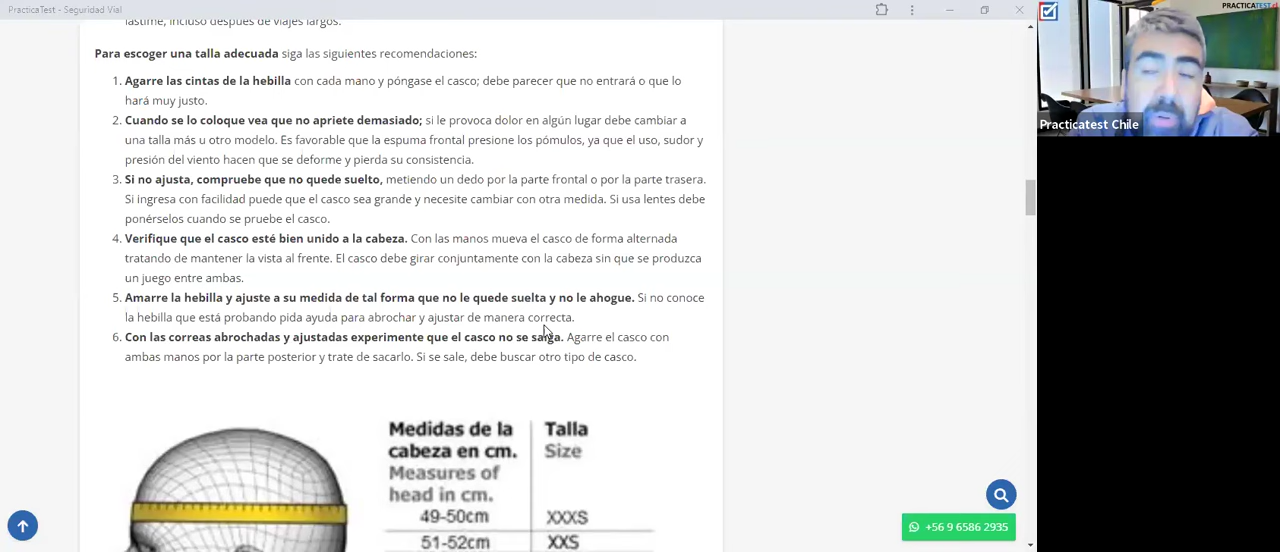 PracticaTest - Seguridad Vial
lastime, incluso después de viajes largos.
Para escoger una talla adecuada siga las siguientes recomendaciones:
1. Agarre las cintas de la hebilla con cada mano y póngase el casco; debe parecer que no entrará o que lo
hará muy justo.
2. Cuando se lo coloque vea que no apriete demasiado; si le provoca dolor en algún lugar debe cambiar a
una talla más u otro modelo. Es favorable que la espuma frontal presione los pómulos, ya que el uso, sudor y
presión del viento hacen que se deforme y pierda su consistencia.
3. Si no ajusta, compruebe que no quede suelto, metiendo un dedo por la parte frontal o por la parte trasera.
Si ingresa con facilidad puede que el casco sea grande y necesite cambiar con otra medida. Si usa lentes debe
ponérselos cuando se pruebe el casco.
4. Verifique que el casco esté bien unido a la cabeza. Con las manos mueva el casco de forma alternada
tratando de mantener la vista al frente. El casco debe girar conjuntamente con la cabeza sin que se produzca
un juego entre ambas.
5. Amarre la hebilla y ajuste a su medida de tal forma que no le quede suelta y no le ahogue. Si no conoce
la hebilla que está probando pida ayuda para abrochar y ajustar de manera correcta.
6. Con las correas abrochadas y ajustadas experimente que el casco no se salga. Agarre el casco con
ambas manos por la parte posterior y trate de sacarlo. Si se sale, debe buscar otro tipo de casco.
Medidas de la
cabeza en cm.
Measures of
head in cm.
Talla
Size
49-50cm XXXS
51-52cm XXS
+56 9 6586 2935
PRACTICATEST.cl
Practicatest Chile